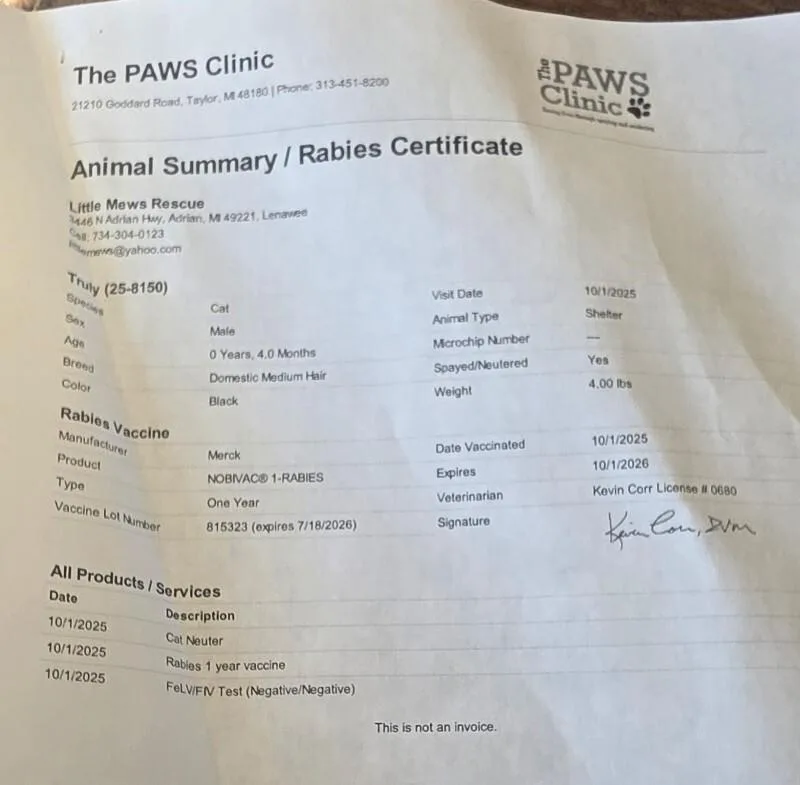 The PAWS Clinic
21210 Goddard Road, Taylor, MI 48180 | Phone: 313-451-8200
The PAWS Clinic
Animal Summary / Rabies Certificate
Little Mews Rescue
3446 N Adrian Hwy, Adrian, MI 49221, Lenawee
Cell: 734-304-0123
@yahoo.com
Truly (25-8150)
Species Cat Visit Date 10/1/2025
Sex Male Animal Type Shelter
Age 0 Years, 4.0 Months Microchip Number ---
Breed Domestic Medium Hair Spayed/Neutered Yes
Color Black Weight 4.00 lbs
Rabies Vaccine
Manufacturer Merck Date Vaccinated 10/1/2025
Product NOBIVAC® 1-RABIES Expires 10/1/2026
Type One Year Veterinarian Kevin Corr License # 0680
Vaccine Lot Number 815323 (expires 7/18/2026) Signature Kevin Corr, DVM
All Products / Services
Date Description
10/1/2025 Cat Neuter
10/1/2025 Rabies 1 year vaccine
10/1/2025 FeLV/FIV Test (Negative/Negative)
This is not an invoice.